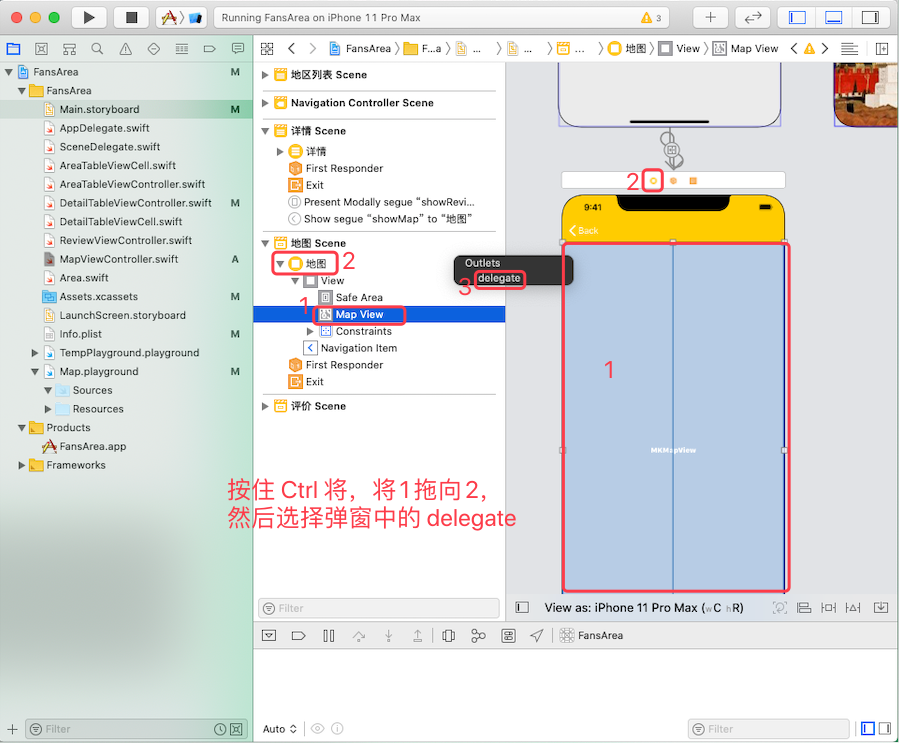 Running FansArea on iPhone 11 Pro Max
3
FansArea
F...a
...
...
...
地图
View
Map View
FansArea
M
FansArea
Main.storyboard
M
AppDelegate.swift
SceneDelegate.swift
AreaTableViewCell.swift
AreaTableViewController.swift
DetailTableViewController.swift
M
DetailTableViewCell.swift
ReviewViewController.swift
MapViewController.swift
A
Area.swift
Assets.xcassets
M
LaunchScreen.storyboard
Info.plist
M
TempPlayground.playground
Map.playground
M
Sources
Resources
Products
FansArea.app
Frameworks
Filter
地区列表 Scene
Navigation Controller Scene
详情 Scene
详情
First Responder
Exit
Present Modally segue “showRevi...
Show segue “showMap” to “地图”
地图 Scene
地图
2
View
Safe Area
1
Map View
Constraints
Navigation Item
First Responder
Exit
评价 Scene
Filter
2
9:41
Back
Outlets
delegate
3
1
MKMapView
按住 Ctrl 将，将1拖向2，
然后选择弹窗中的 delegate
View as: iPhone 11 Pro Max (wC hR)
FansArea
Auto
Filter